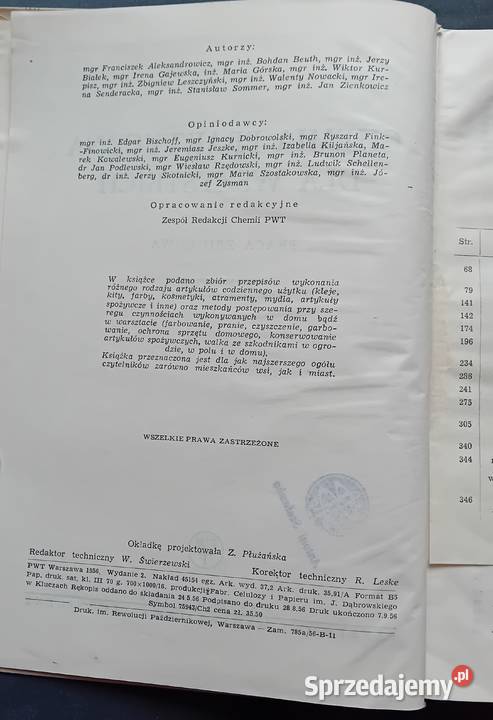 Autorzy:
mgr Franciszek Aleksandrowicz, mgr inż. Bohdan Beuth, mgr inż. Jerzy
Białek, mgr Irena Gajewska, inż. Maria Górska, mgr inż. Wiktor Kur-
pisz, mgr inż. Zbigniew Leszczyński, mgr inż. Walenty Nowacki, mgr Ire-
na Senderacka, mgr inż. Stanisław Sommer, mgr inż. Jan Zienkowicz
Opiniodawcy:
mgr inż. Edgar Bischoff, mgr Ignacy Dobrowolski, mgr Ryszard Fink-
-Finowicki, mgr inż. Jeremiasz Jeszke, mgr inż. Izabella Kiljańska, Ma-
rek Kowalewski, mgr Eugeniusz Kurnicki, mgr inż. Brunon Planeta,
dr Jan Podlewski, mgr Wiesław Rzędowski, mgr inż. Ludwik Schellen-
berg, dr inż. Jerzy Skotnicki, mgr Maria Szostakowska, mgr inż. Jó-
zef Zysman
Opracowanie redakcyjne
Zespół Redakcji Chemii PWT
W książce podano zbiór przepisów wykonania
różnego rodzaju artykułów codziennego użytku (kleje,
kity, farby, kosmetyki, atramenty, mydła, artykuły
spożywcze i inne) oraz metody postępowania przy sze-
regu czynnościach wykonywanych w domu bądź
w warsztacie (farbowanie, pranie, czyszczenie, garbo-
wanie, ochrona sprzętu domowego, konserwowanie
artykułów spożywczych, walka ze szkodnikami w ogro-
dzie, w polu i w domu).
Książka przeznaczona jest dla jak najszerszego ogółu
czytelników zarówno mieszkańców wsi, jak i miast.
WSZELKIE PRAWA ZASTRZEŻONE
Okładkę projektowała Z. Płużańska
Redaktor techniczny W. Świerzewski
Korektor techniczny R. Leske
PWT Warszawa 1956. Wydanie 2. Nakład 45154 egz. Ark. wyd. 37,2 Ark. druk. 35,91/A Format B5
Pap. druk. sat. kl. III 70 g. 700 x 1000/16, produkcji Fabr. Celulozy i Papieru im. J. Dąbrowskiego
w Kluczach Rękopis oddano do składania 24.5.56 Podpisano do druku 28.8.56 Druk ukończono 7.9.56
Symbol 75943/Ch2 cena zł. 35.50
Druk. im. Rewolucji Październikowej, Warszawa — Zam. 785a/56-B-11
Str.
68
79
141
142
174
196
234
236
241
275
305
340
344
346
Sprzedajemy.pl